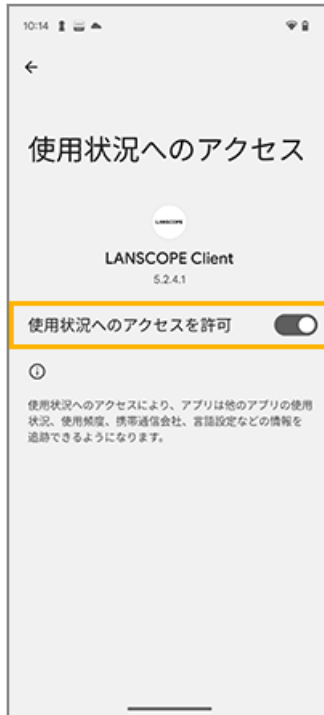 10:14
使用状況へのアクセス
LANSCOPE
LANSCOPE Client
5.2.4.1
使用状況へのアクセスを許可
使用状況へのアクセスにより、アプリは他のアプリの使用
状況、使用頻度、携帯通信会社、言語設定などの情報を
追跡できるようになります。